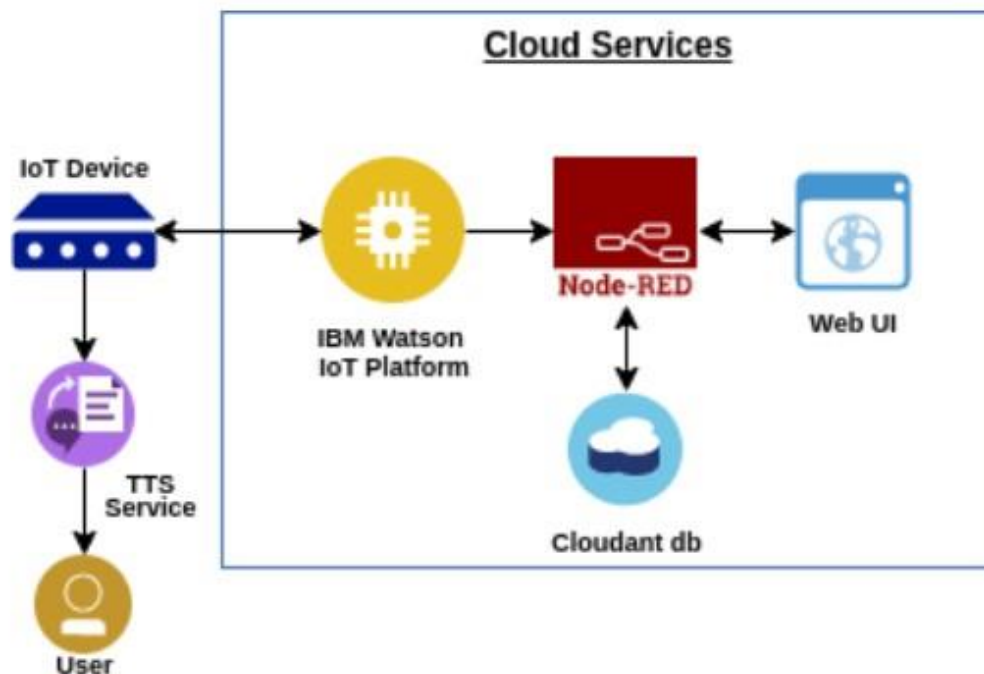 Cloud Services
IoT Device
Node-RED
IBM Watson
IoT Platform
Web UI
TTS
Service
Cloudant db
User